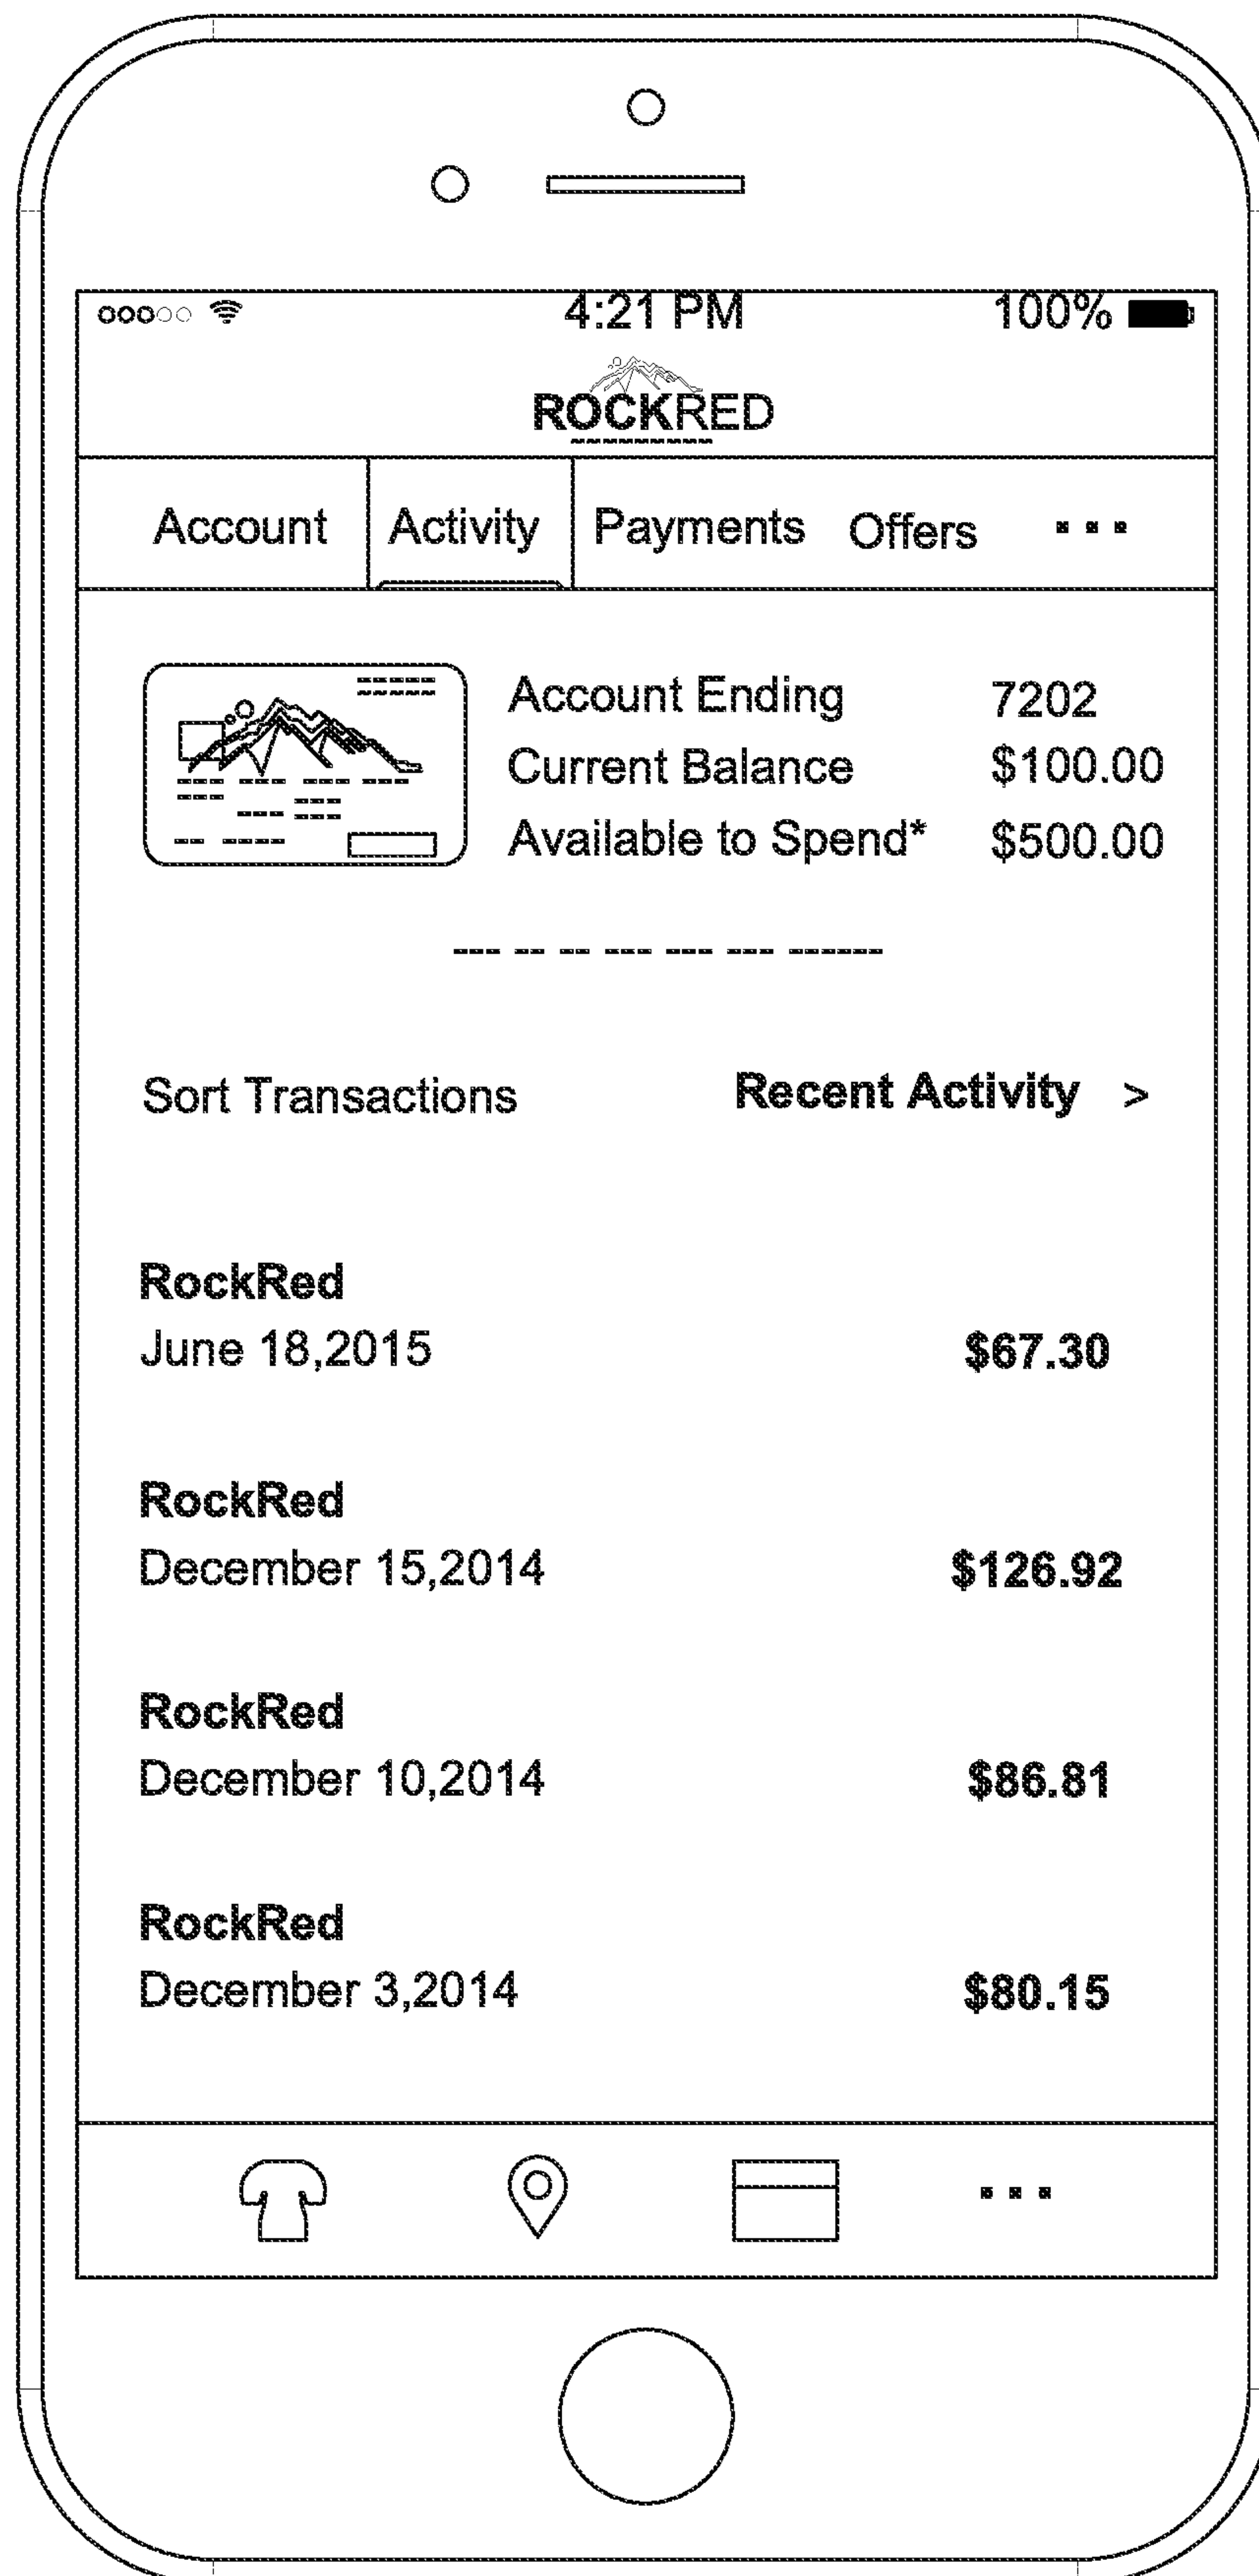 4:21 PM 100%
ROCKRED
Account Activity Payments Offers
Account Ending 7202
Current Balance $100.00
Available to Spend* $500.00
Sort Transactions Recent Activity >
RockRed
June 18,2015 $67.30
RockRed
December 15,2014 $126.92
RockRed
December 10,2014 $86.81
RockRed
December 3,2014 $80.15